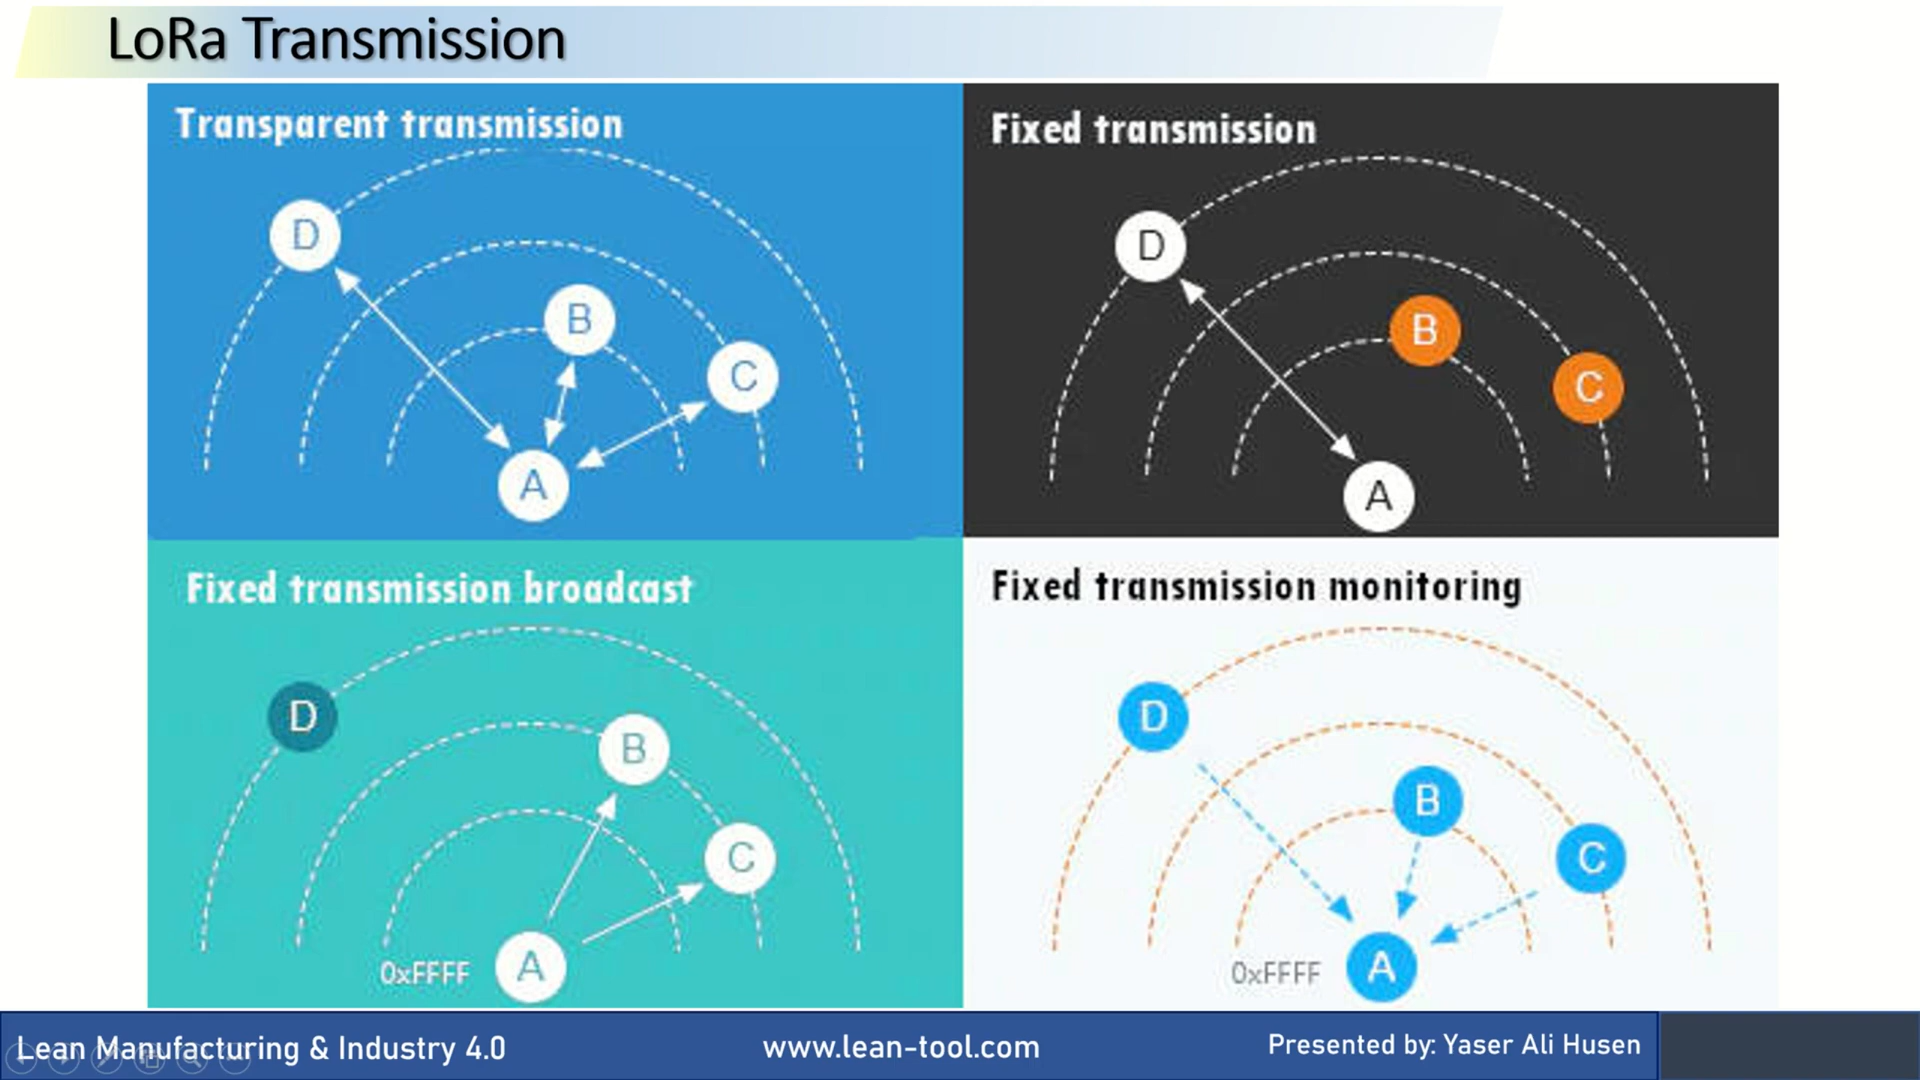 LoRa Transmission
Transparent transmission
D
B
C
A
Fixed transmission
D
B
C
A
Fixed transmission broadcast
D
B
C
0xFFFF A
Fixed transmission monitoring
D
B
C
0xFFFF A
Lean Manufacturing & Industry 4.0
www.lean-tool.com
Presented by: Yaser Ali Husen